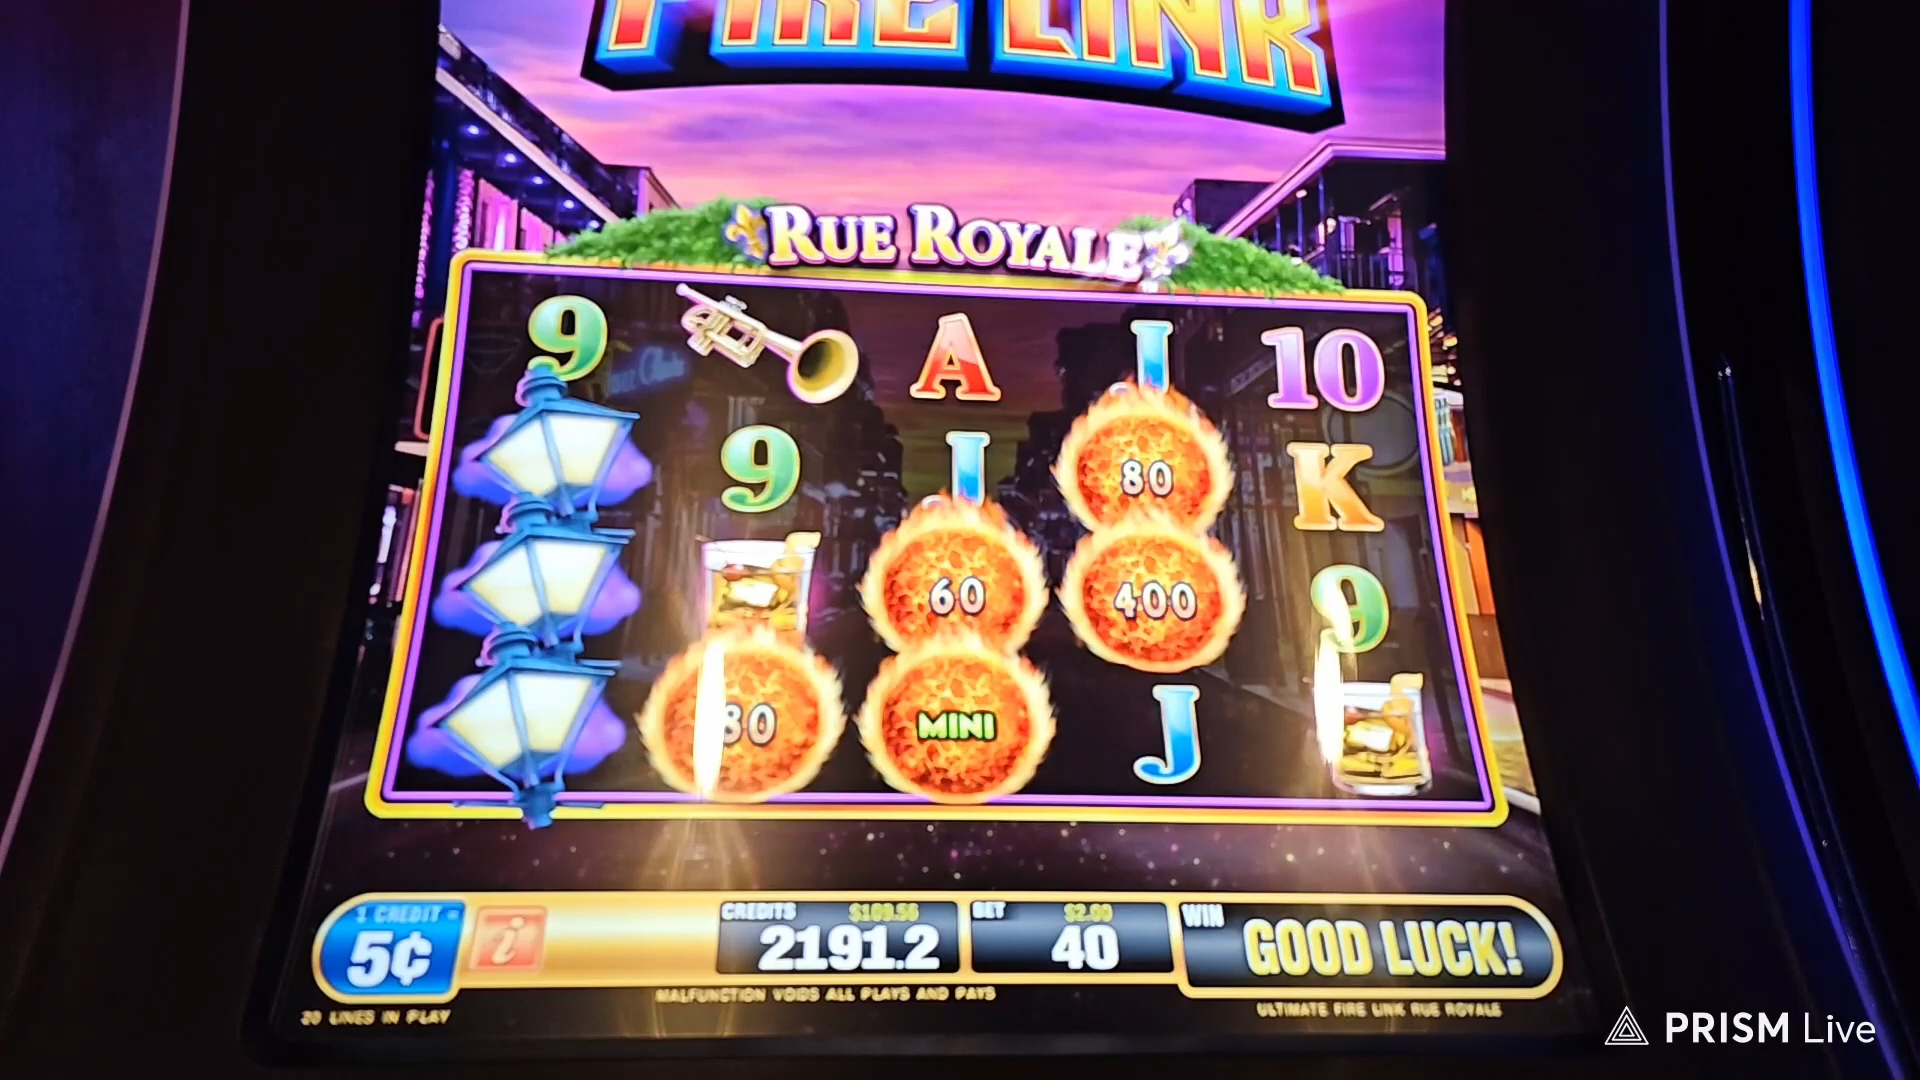 FIRE LINK
RUE ROYALE
9 A J 10
9 J 80 K
60 400 9
80 MINI J
1 CREDIT =
5¢
i
CREDITS $109.56
2191.2
BET $2.00
40
WIN
GOOD LUCK!
MALFUNCTION VOIDS ALL PLAYS AND PAYS
20 LINES IN PLAY
ULTIMATE FIRE LINK RUE ROYALE
PRISM Live